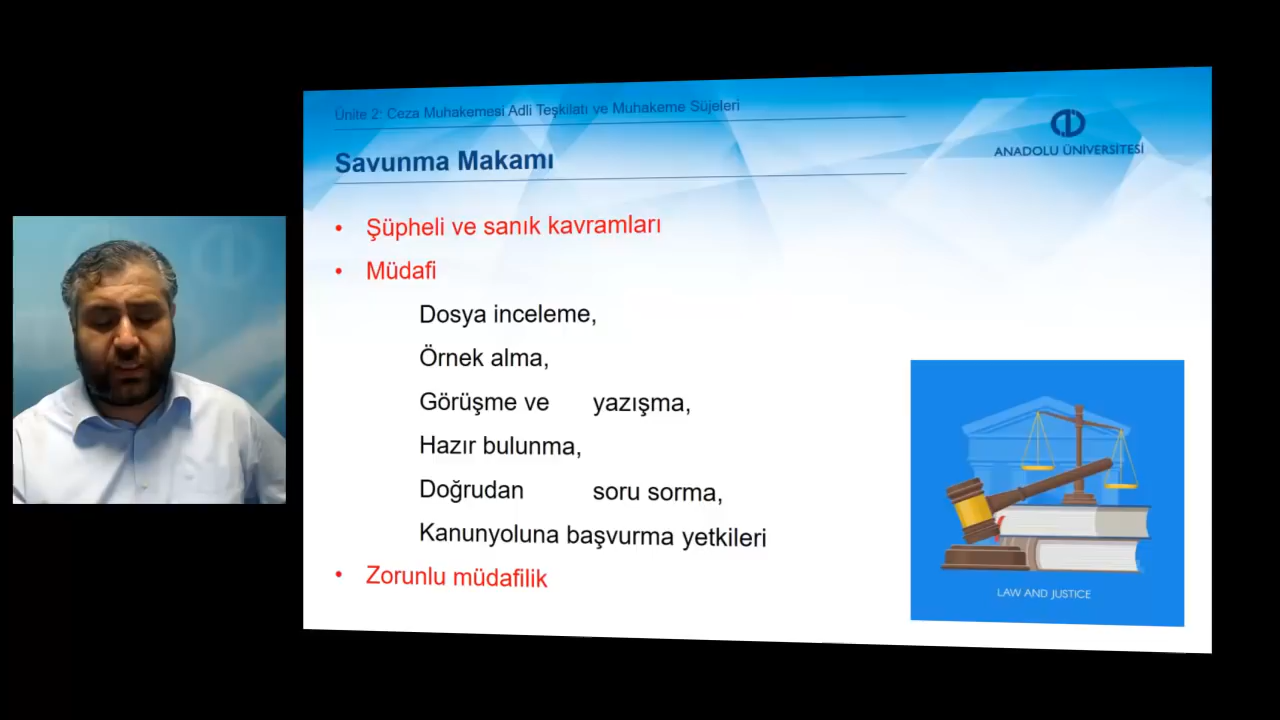 Ünite 2: Ceza Muhakemesi Adli Teşkilatı ve Muhakeme Süjeleri
Savunma Makamı
ANADOLU ÜNİVERSİTESİ
• Şüpheli ve sanık kavramları
• Müdafi
Dosya inceleme,
Örnek alma,
Görüşme ve yazışma,
Hazır bulunma,
Doğrudan soru sorma,
Kanunyoluna başvurma yetkileri
• Zorunlu müdafilik
LAW AND JUSTICE